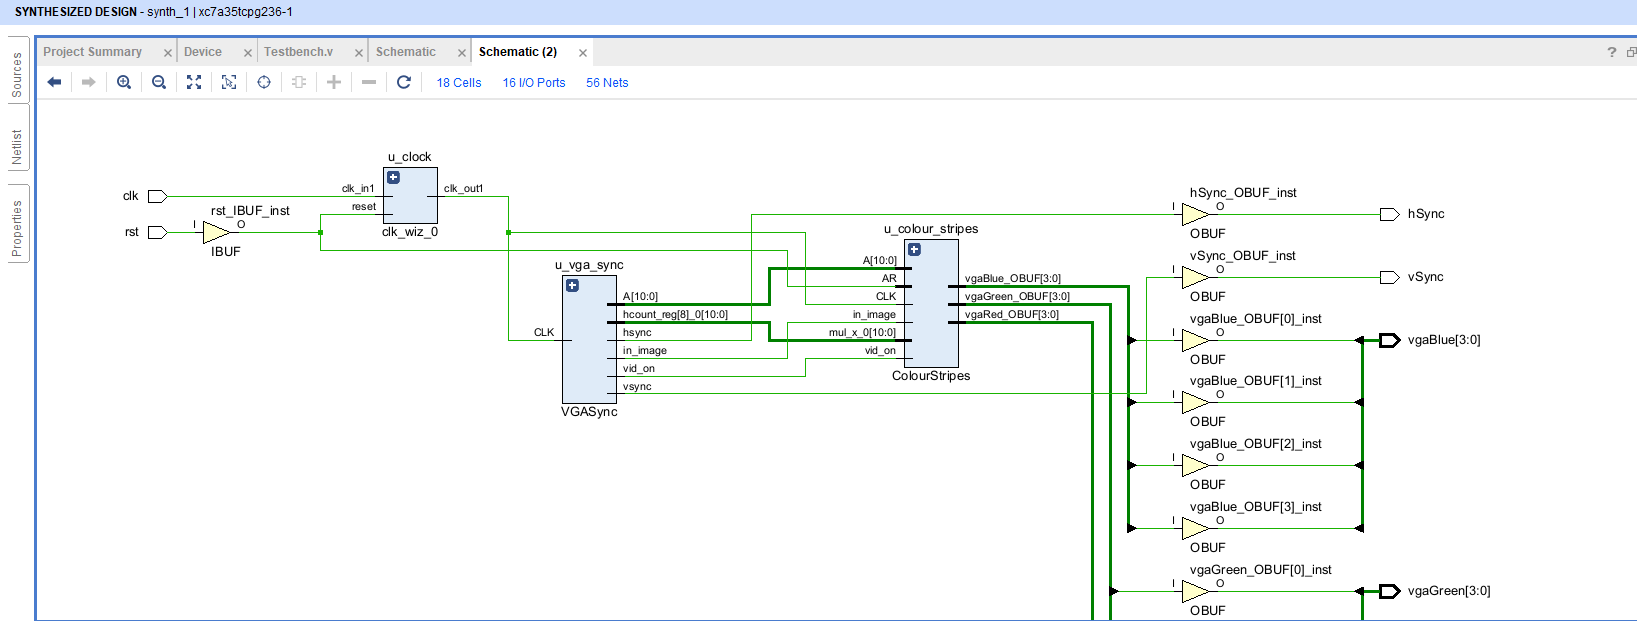 SYNTHESIZED DESIGN - synth_1 | xc7a35tcpg236-1
Sources
Netlist
Properties
Project Summary
Device
Testbench.v
Schematic
Schematic (2)
?
18 Cells
16 I/O Ports
56 Nets
u_clock
clk
clk_in1
clk_out1
reset
rst_IBUF_inst
rst
I
O
IBUF
clk_wiz_0
u_vga_sync
A[10:0]
hcount_reg[8]_0[10:0]
CLK
hsync
in_image
vid_on
vsync
VGASync
u_colour_stripes
A[10:0]
AR
CLK
in_image
mul_x_0[10:0]
vid_on
vgaBlue_OBUF[3:0]
vgaGreen_OBUF[3:0]
vgaRed_OBUF[3:0]
ColourStripes
hSync_OBUF_inst
I
O
OBUF
hSync
vSync_OBUF_inst
I
O
OBUF
vSync
vgaBlue_OBUF[0]_inst
I
O
OBUF
vgaBlue[3:0]
vgaBlue_OBUF[1]_inst
I
O
OBUF
vgaBlue_OBUF[2]_inst
I
O
OBUF
vgaBlue_OBUF[3]_inst
I
O
OBUF
vgaGreen_OBUF[0]_inst
I
O
OBUF
vgaGreen[3:0]